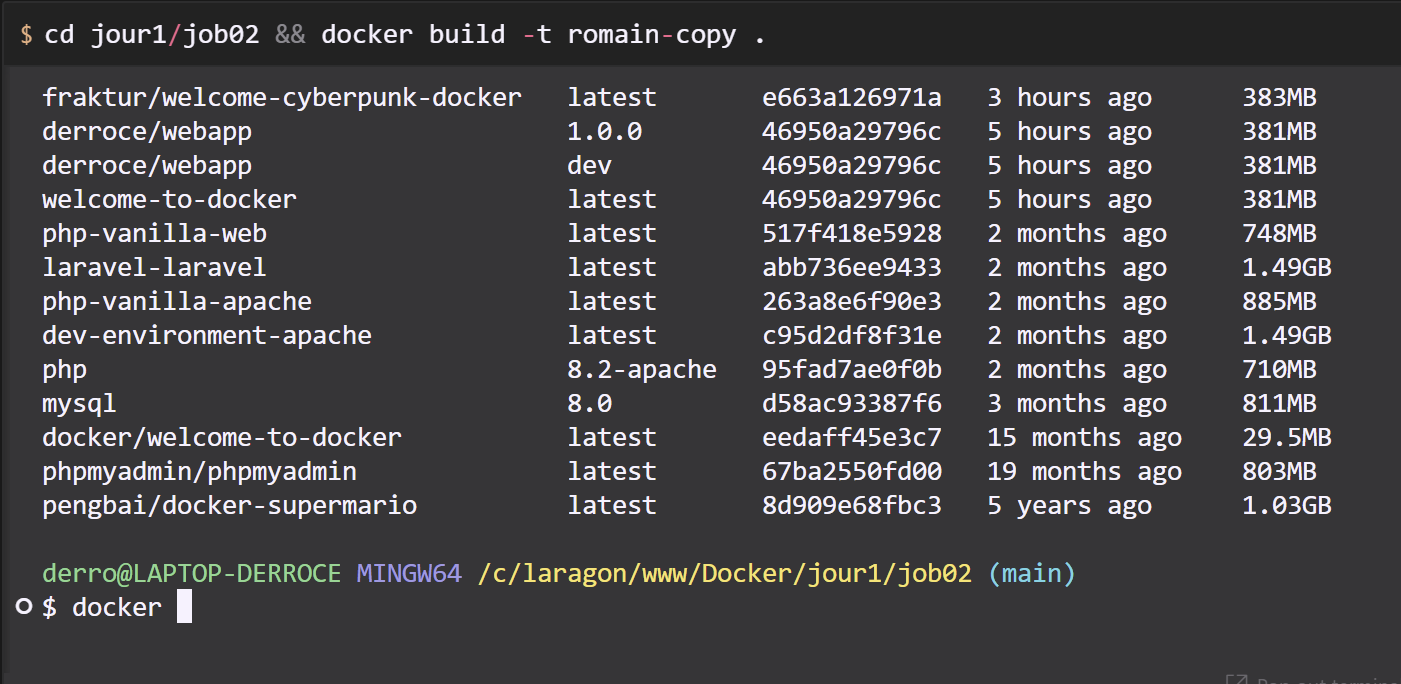 $ cd jour1/job02 && docker build -t romain-copy .
fraktur/welcome-cyberpunk-docker latest e663a126971a 3 hours ago 383MB
derroce/webapp 1.0.0 46950a29796c 5 hours ago 381MB
derroce/webapp dev 46950a29796c 5 hours ago 381MB
welcome-to-docker latest 46950a29796c 5 hours ago 381MB
php-vanilla-web latest 517f418e5928 2 months ago 748MB
laravel-laravel latest abb736ee9433 2 months ago 1.49GB
php-vanilla-apache latest 263a8e6f90e3 2 months ago 885MB
dev-environment-apache latest c95d2df8f31e 2 months ago 1.49GB
php 8.2-apache 95fad7ae0f0b 2 months ago 710MB
mysql 8.0 d58ac93387f6 3 months ago 811MB
docker/welcome-to-docker latest eedaff45e3c7 15 months ago 29.5MB
phpmyadmin/phpmyadmin latest 67ba2550fd00 19 months ago 803MB
pengbai/docker-supermario latest 8d909e68fbc3 5 years ago 1.03GB
derro@LAPTOP-DERROCE MINGW64 /c/laragon/www/Docker/jour1/job02 (main)
$ docker